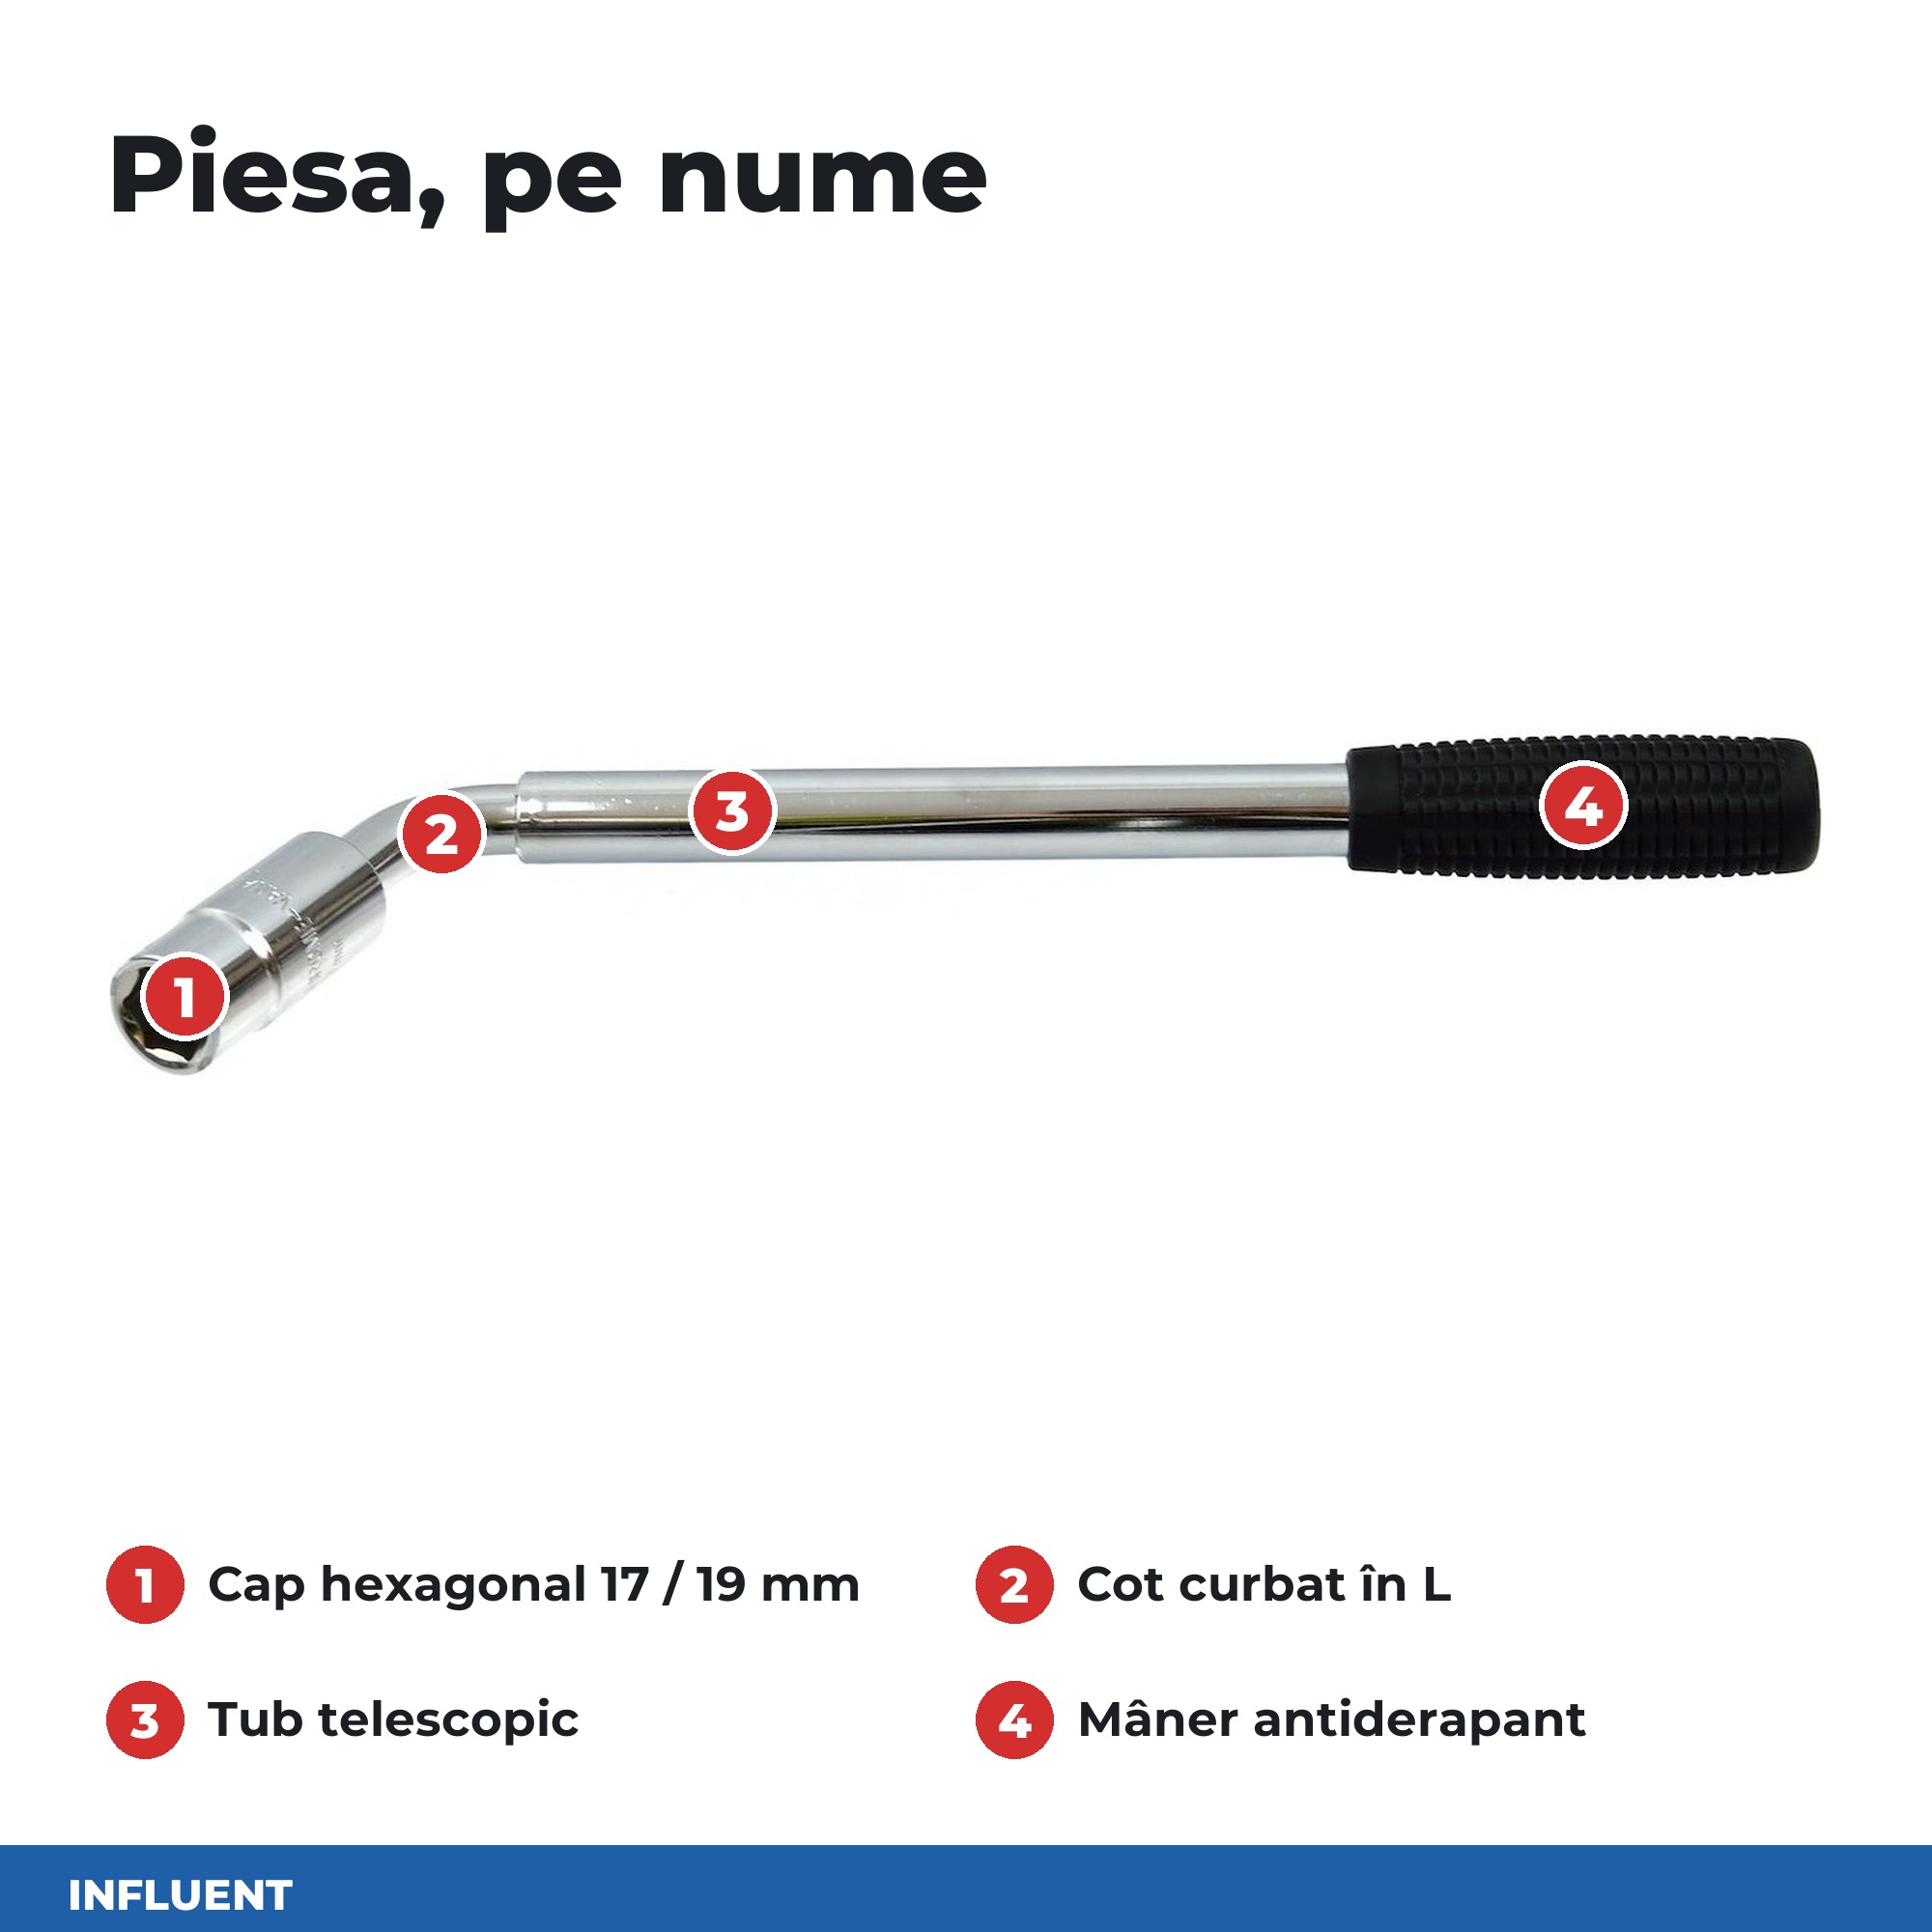 Piesa, pe nume
2
3
4
1
1 Cap hexagonal 17 / 19 mm
2 Cot curbat în L
3 Tub telescopic
4 Mâner antiderapant
INFLUENT